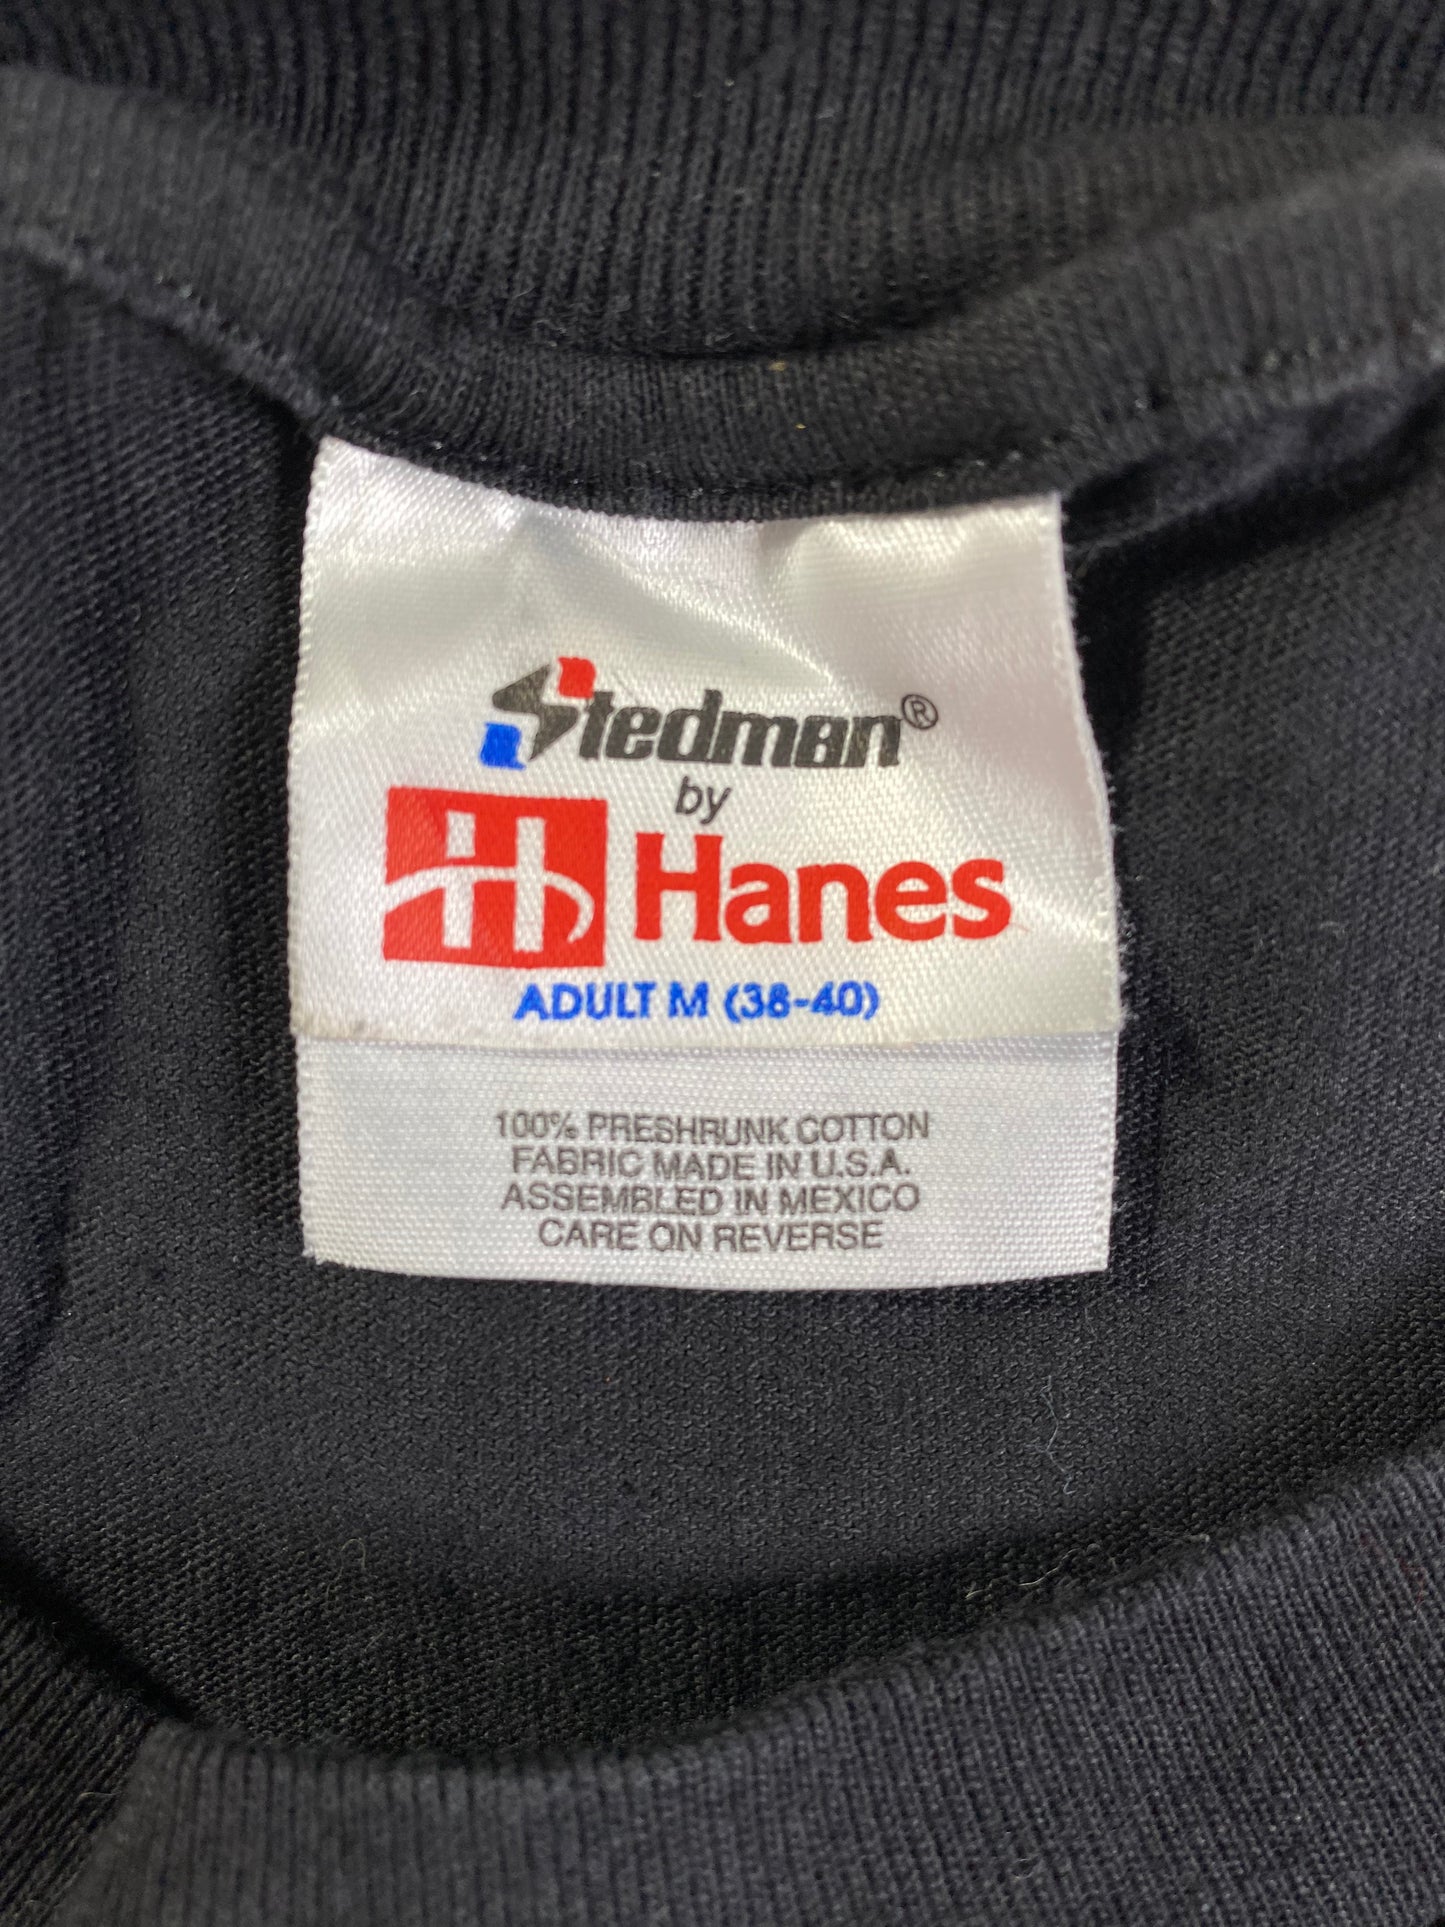 Stedman®
by
H Hanes
ADULT M (38-40)
100% PRESHRUNK COTTON
FABRIC MADE IN U.S.A.
ASSEMBLED IN MEXICO
CARE ON REVERSE